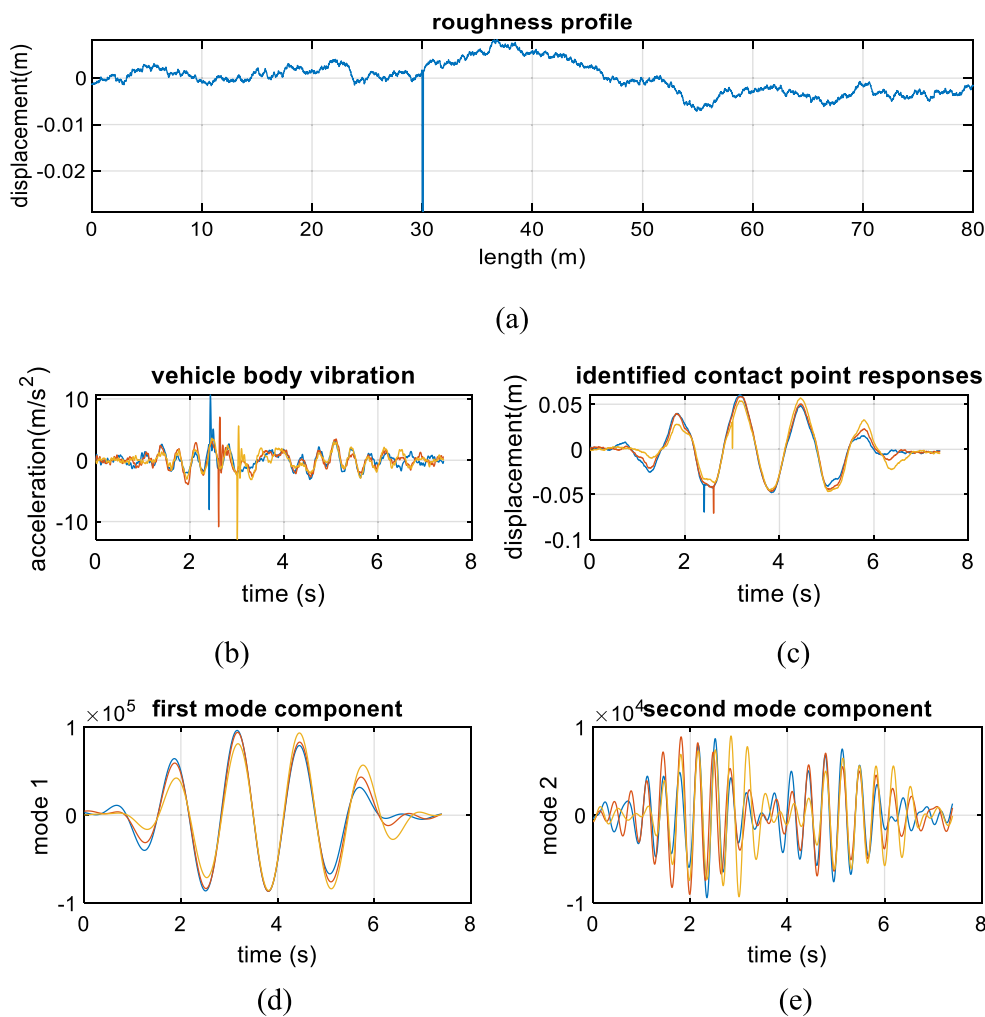 roughness profile
displacement(m)
0
-0.01
-0.02
0 10 20 30 40 50 60 70 80
length (m)
(a)
vehicle body vibration
acceleration(m/s²)
10
0
-10
0 2 4 6 8
time (s)
(b)
identified contact point responses
displacement(m)
0.05
0
-0.05
-0.1
0 2 4 6 8
time (s)
(c)
first mode component
×10⁵
mode 1
1
0
-1
0 2 4 6 8
time (s)
(d)
second mode component
×10⁴
mode 2
1
0
-1
0 2 4 6 8
time (s)
(e)